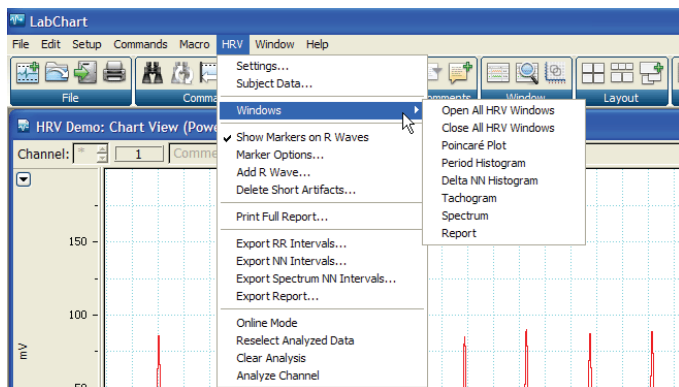 LabChart
File Edit Setup Commands Macro HRV Window Help
File
Window
Layout
HRV Demo: Chart View
Channel: 1
150
100
mV
Settings...
Subject Data...
Windows
Show Markers on R Waves
Marker Options...
Add R Wave...
Delete Short Artifacts...
Print Full Report...
Export RR Intervals...
Export NN Intervals...
Export Spectrum NN Intervals...
Export Report...
Online Mode
Reselect Analyzed Data
Clear Analysis
Analyze Channel
Open All HRV Windows
Close All HRV Windows
Poincaré Plot
Period Histogram
Delta NN Histogram
Tachogram
Spectrum
Report